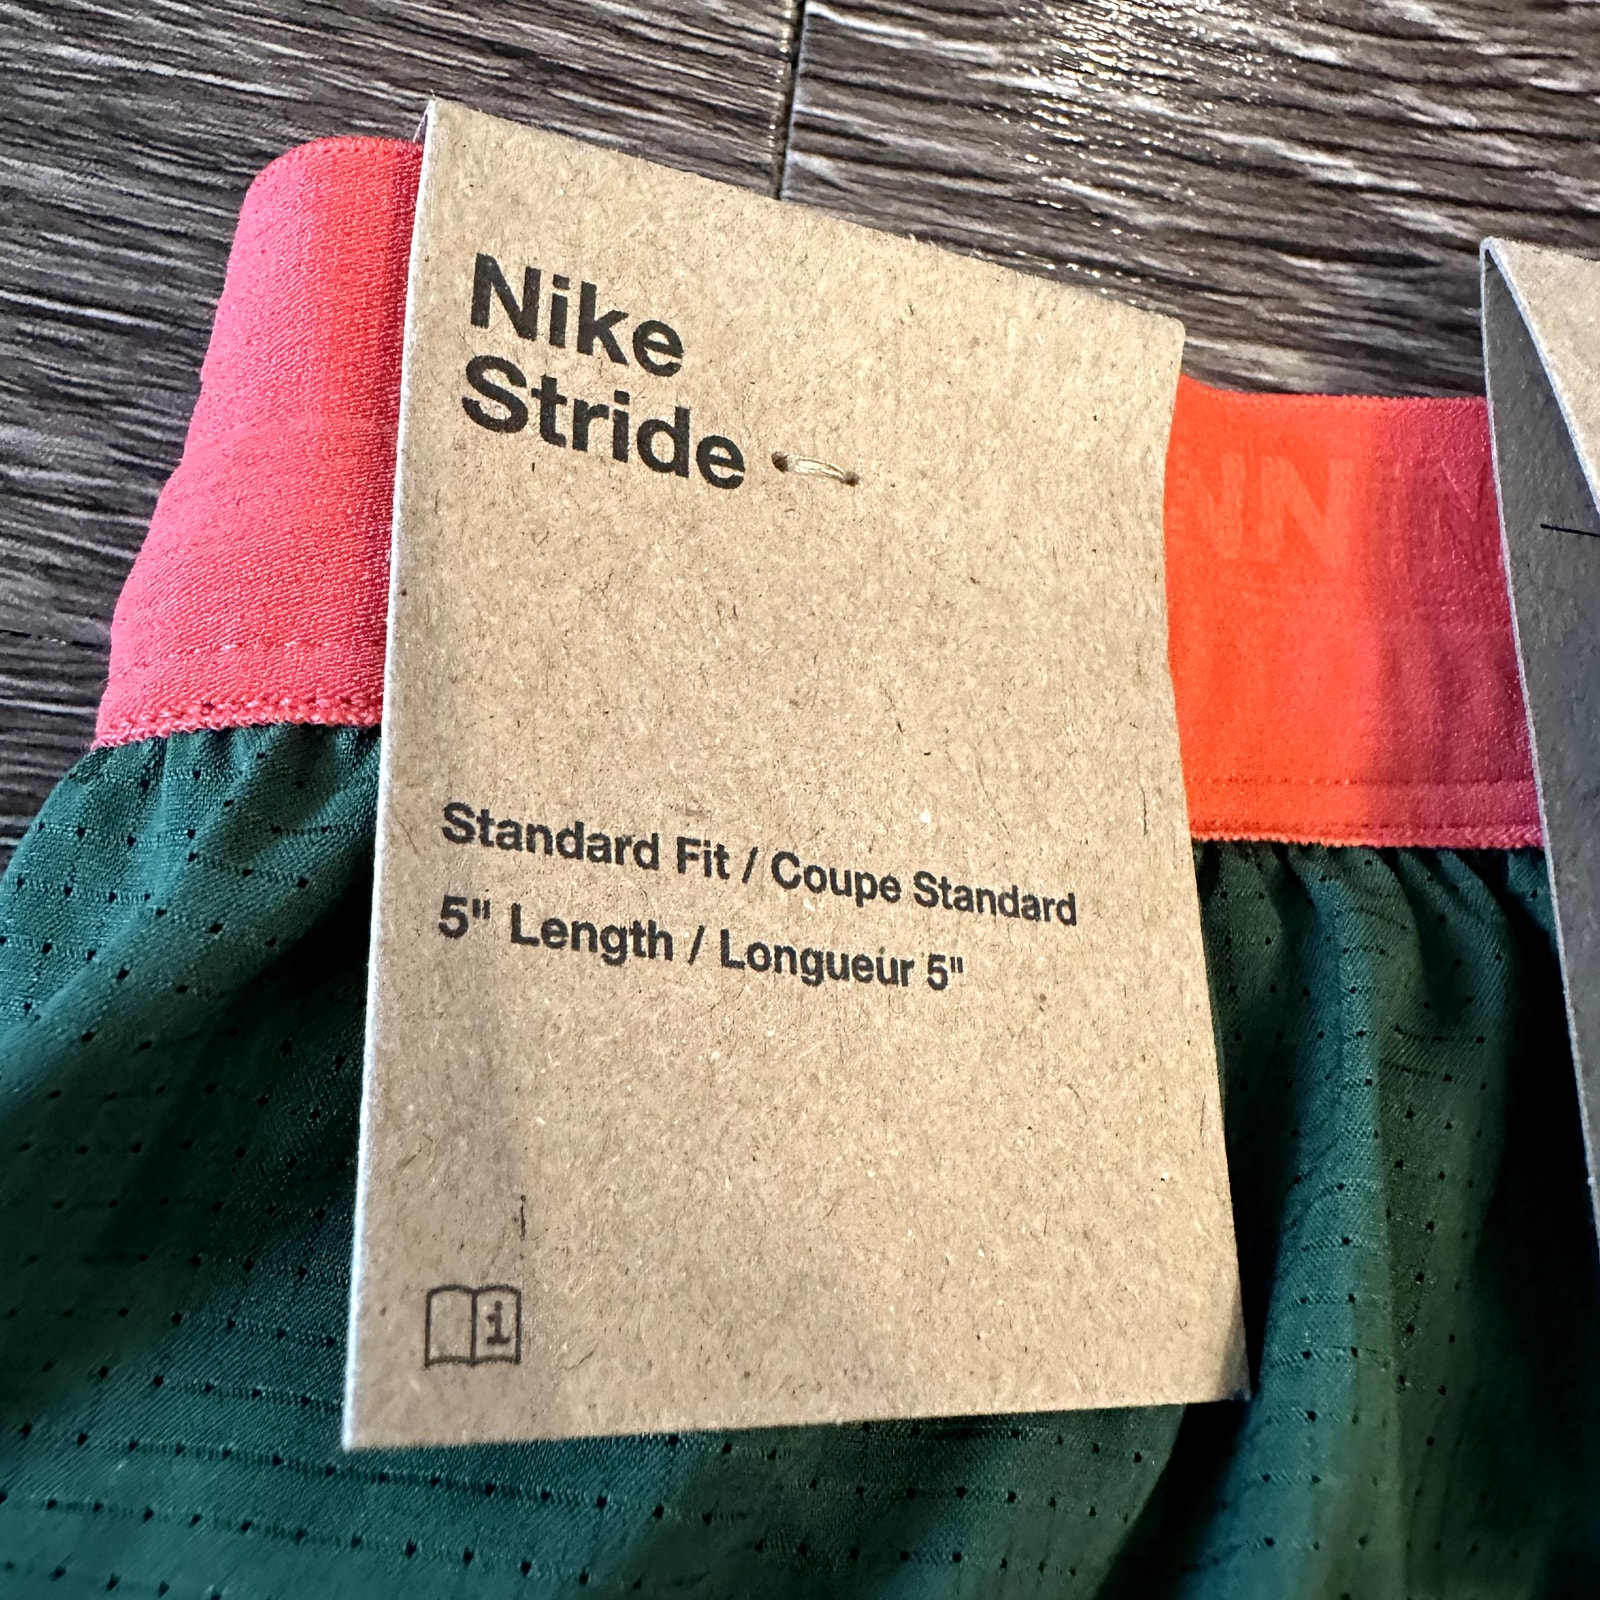 Nike
Stride
Standard Fit / Coupe Standard
5" Length / Longueur 5"
i